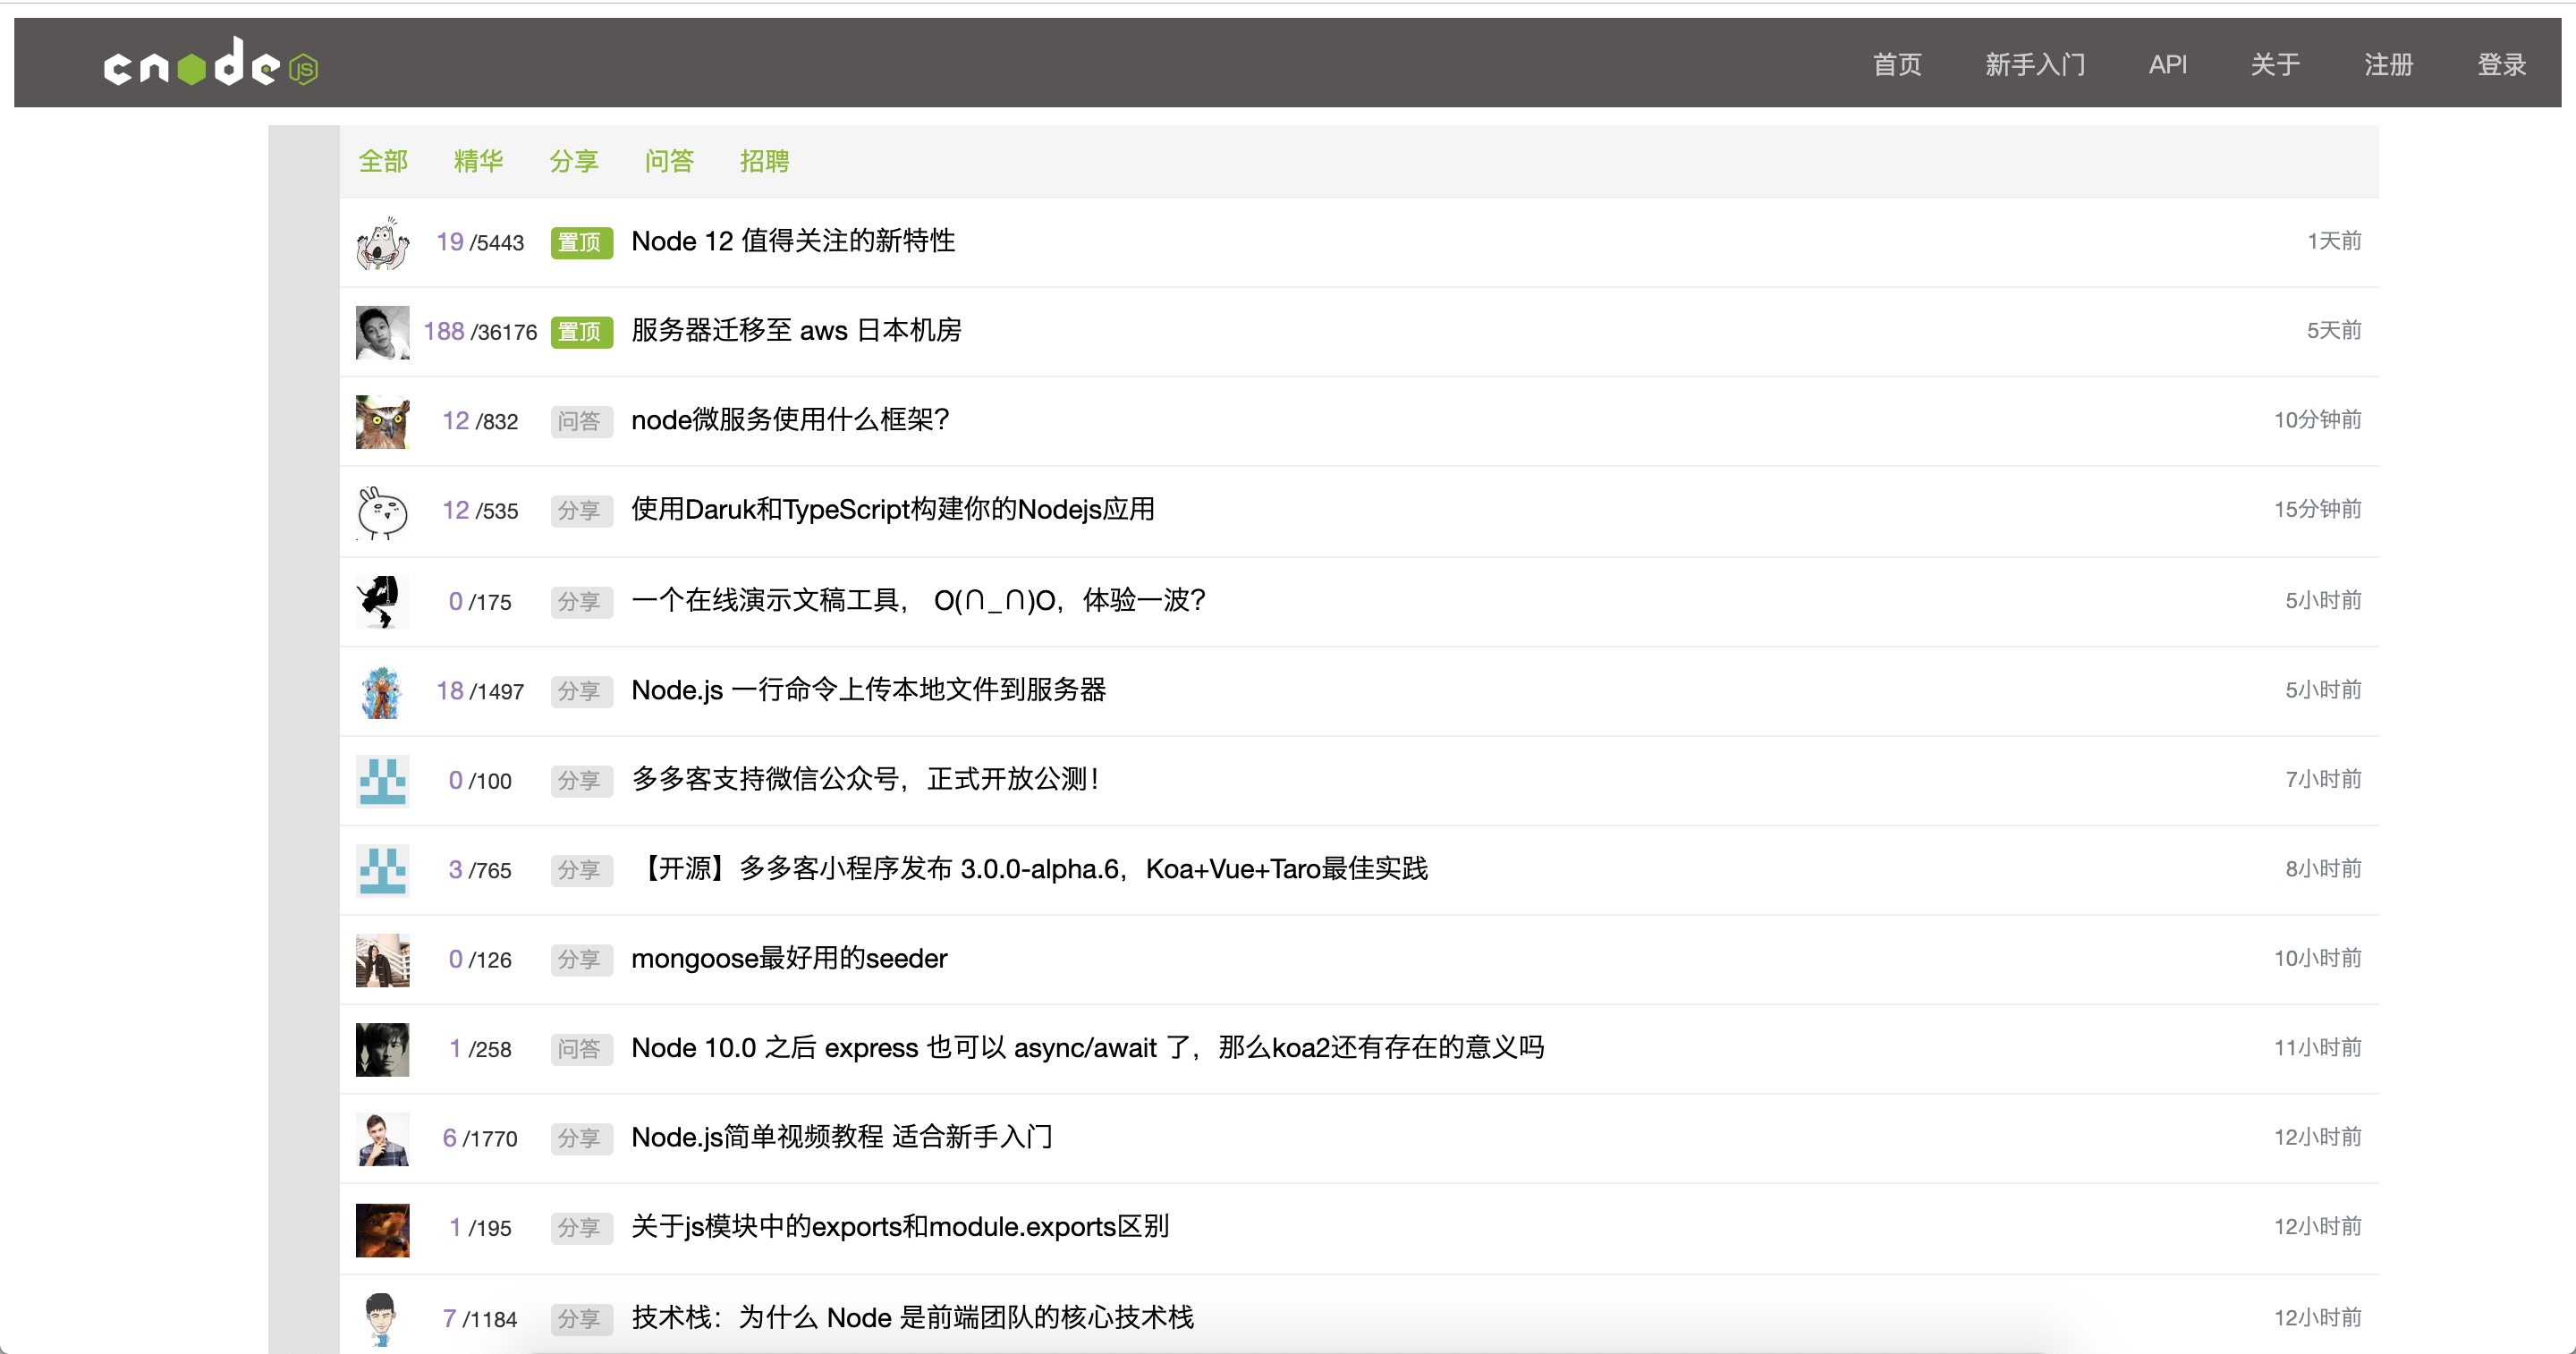 cnode JS
首页 新手入门 API 关于 注册 登录
全部 精华 分享 问答 招聘
19 /5443 置顶 Node 12 值得关注的新特性 1天前
188 /36176 置顶 服务器迁移至 aws 日本机房 5天前
12 /832 问答 node微服务使用什么框架？ 10分钟前
12 /535 分享 使用Daruk和TypeScript构建你的Nodejs应用 15分钟前
0 /175 分享 一个在线演示文稿工具， O(∩_∩)O，体验一波？ 5小时前
18 /1497 分享 Node.js 一行命令上传本地文件到服务器 5小时前
0 /100 分享 多多客支持微信公众号，正式开放公测！ 7小时前
3 /765 分享 【开源】多多客小程序发布 3.0.0-alpha.6，Koa+Vue+Taro最佳实践 8小时前
0 /126 分享 mongoose最好用的seeder 10小时前
1 /258 问答 Node 10.0 之后 express 也可以 async/await 了，那么koa2还有存在的意义吗 11小时前
6 /1770 分享 Node.js简单视频教程 适合新手入门 12小时前
1 /195 分享 关于js模块中的exports和module.exports区别 12小时前
7 /1184 分享 技术栈：为什么 Node 是前端团队的核心技术栈 12小时前